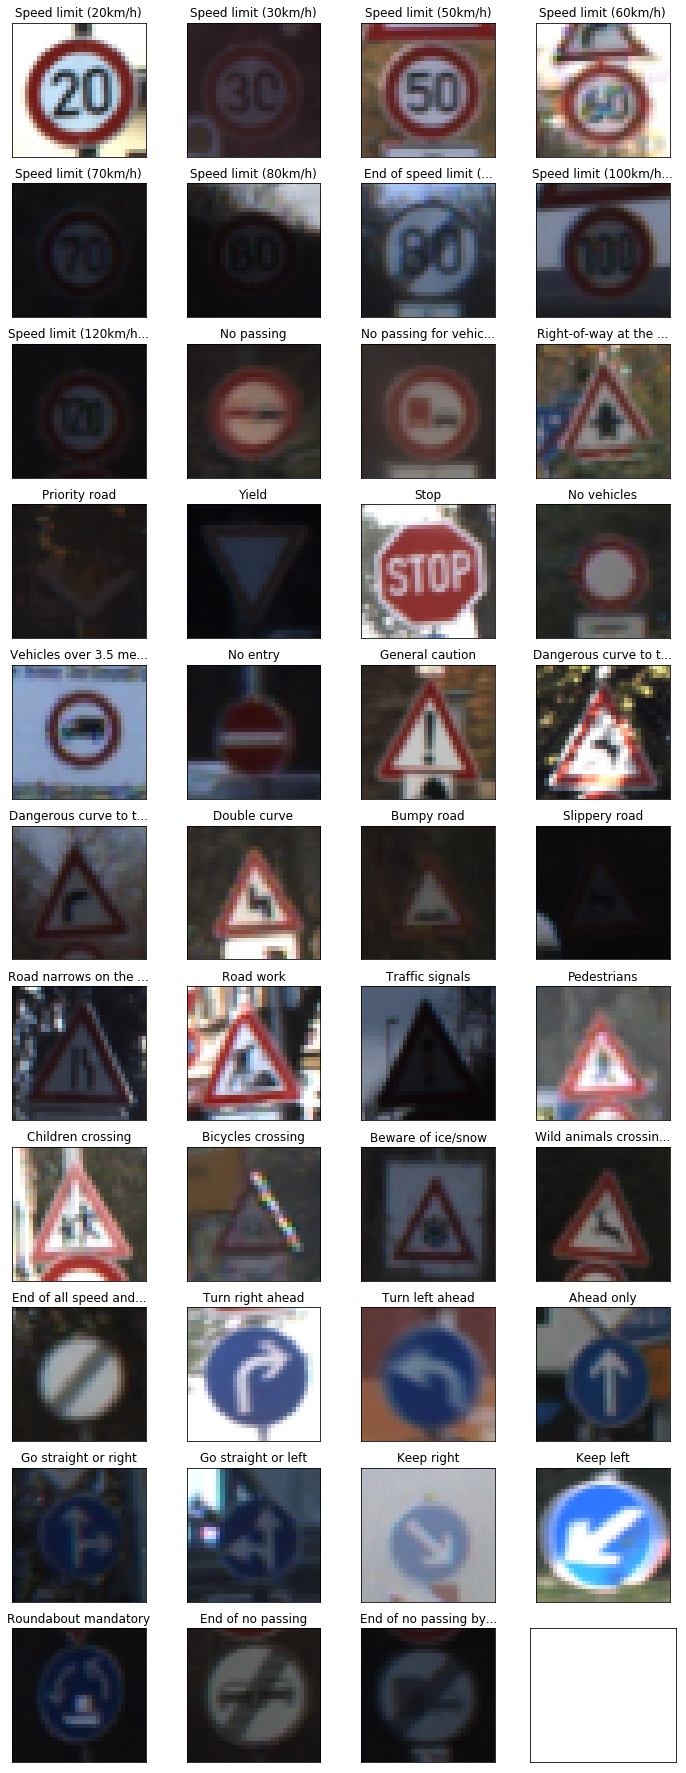 Speed limit (20km/h) Speed limit (30km/h) Speed limit (50km/h) Speed limit (60km/h)
20 30 50 60
Speed limit (70km/h) Speed limit (80km/h) End of speed limit (... Speed limit (100km/h...
70 80 80 100
Speed limit (120km/h... No passing No passing for vehic... Right-of-way at the ...
120
Priority road Yield Stop No vehicles
STOP
Vehicles over 3.5 me... No entry General caution Dangerous curve to t...
Dangerous curve to t... Double curve Bumpy road Slippery road
Road narrows on the ... Road work Traffic signals Pedestrians
Children crossing Bicycles crossing Beware of ice/snow Wild animals crossin...
End of all speed and... Turn right ahead Turn left ahead Ahead only
Go straight or right Go straight or left Keep right Keep left
Roundabout mandatory End of no passing End of no passing by...